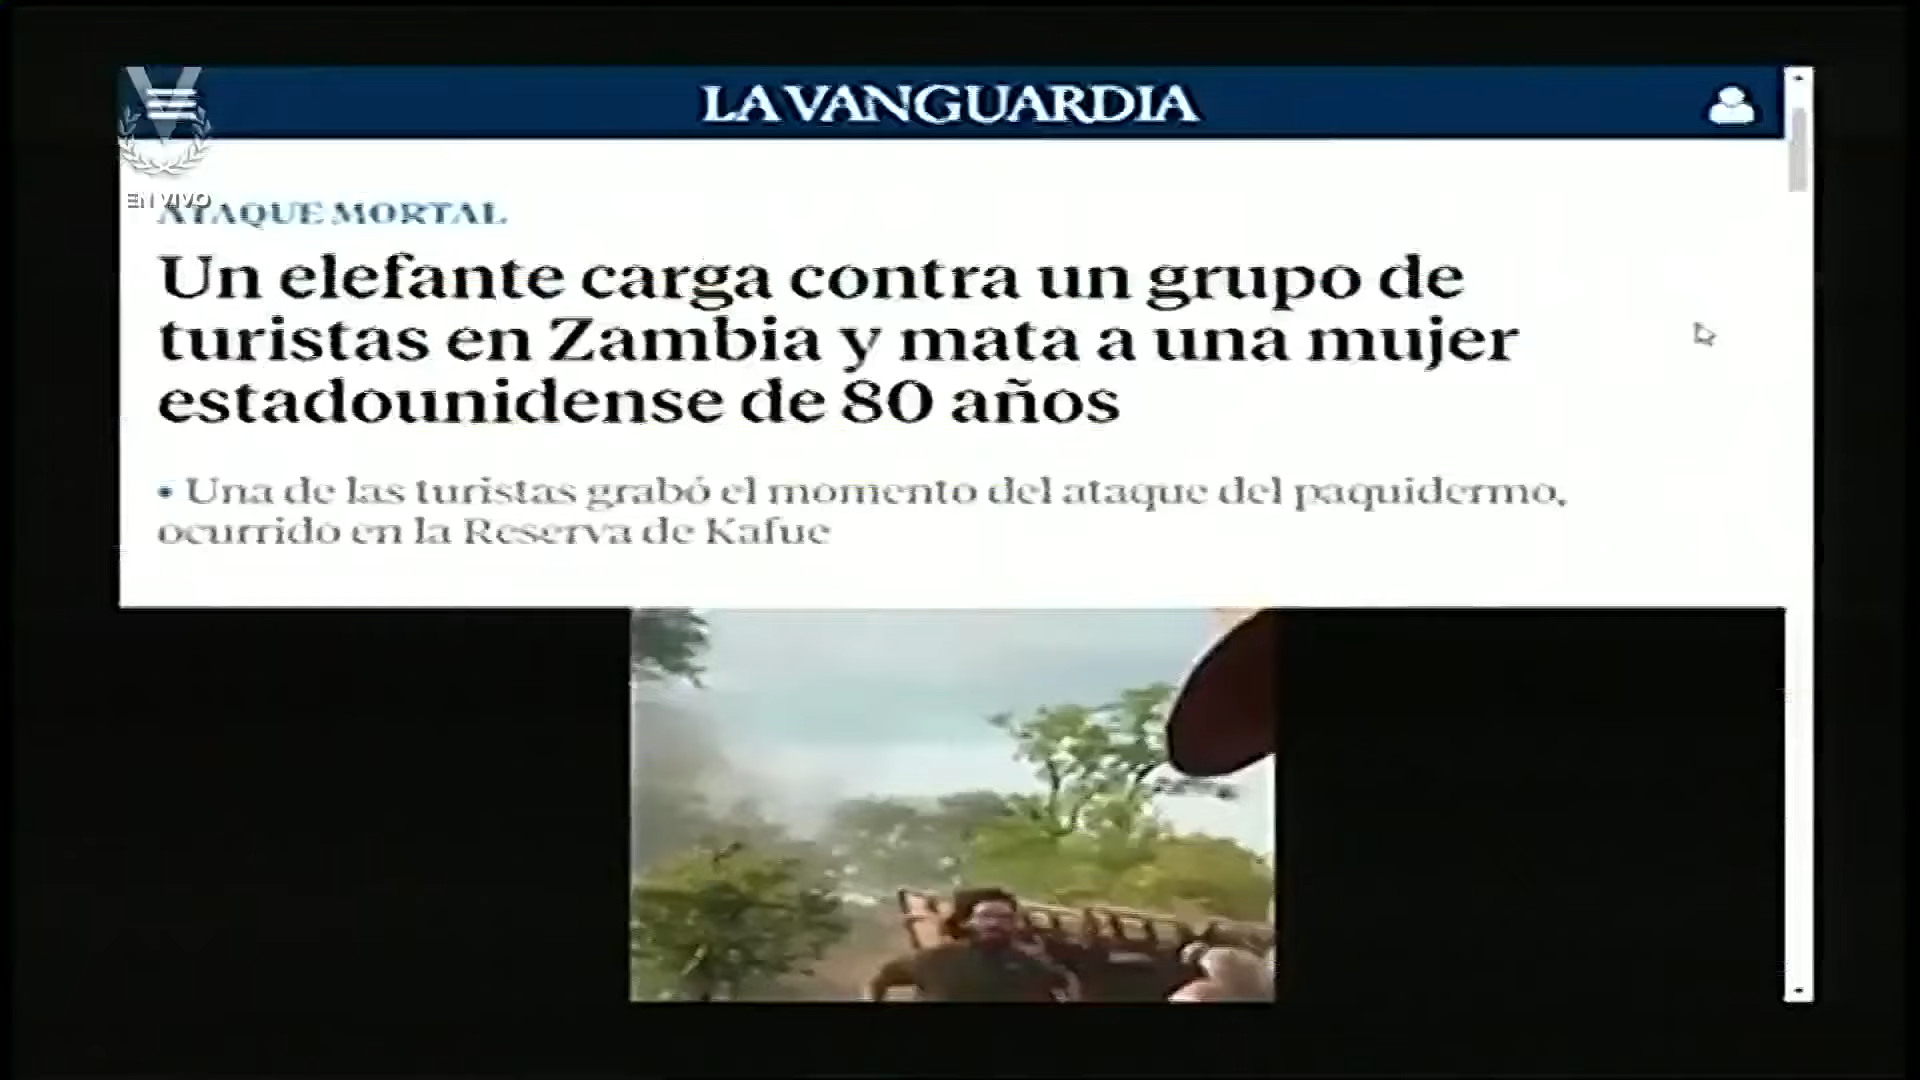 LA VANGUARDIA
EN VIVO
ATAQUE MORTAL
Un elefante carga contra un grupo de
turistas en Zambia y mata a una mujer
estadounidense de 80 años
• Una de las turistas grabó el momento del ataque del paquidermo,
ocurrido en la Reserva de Kafue